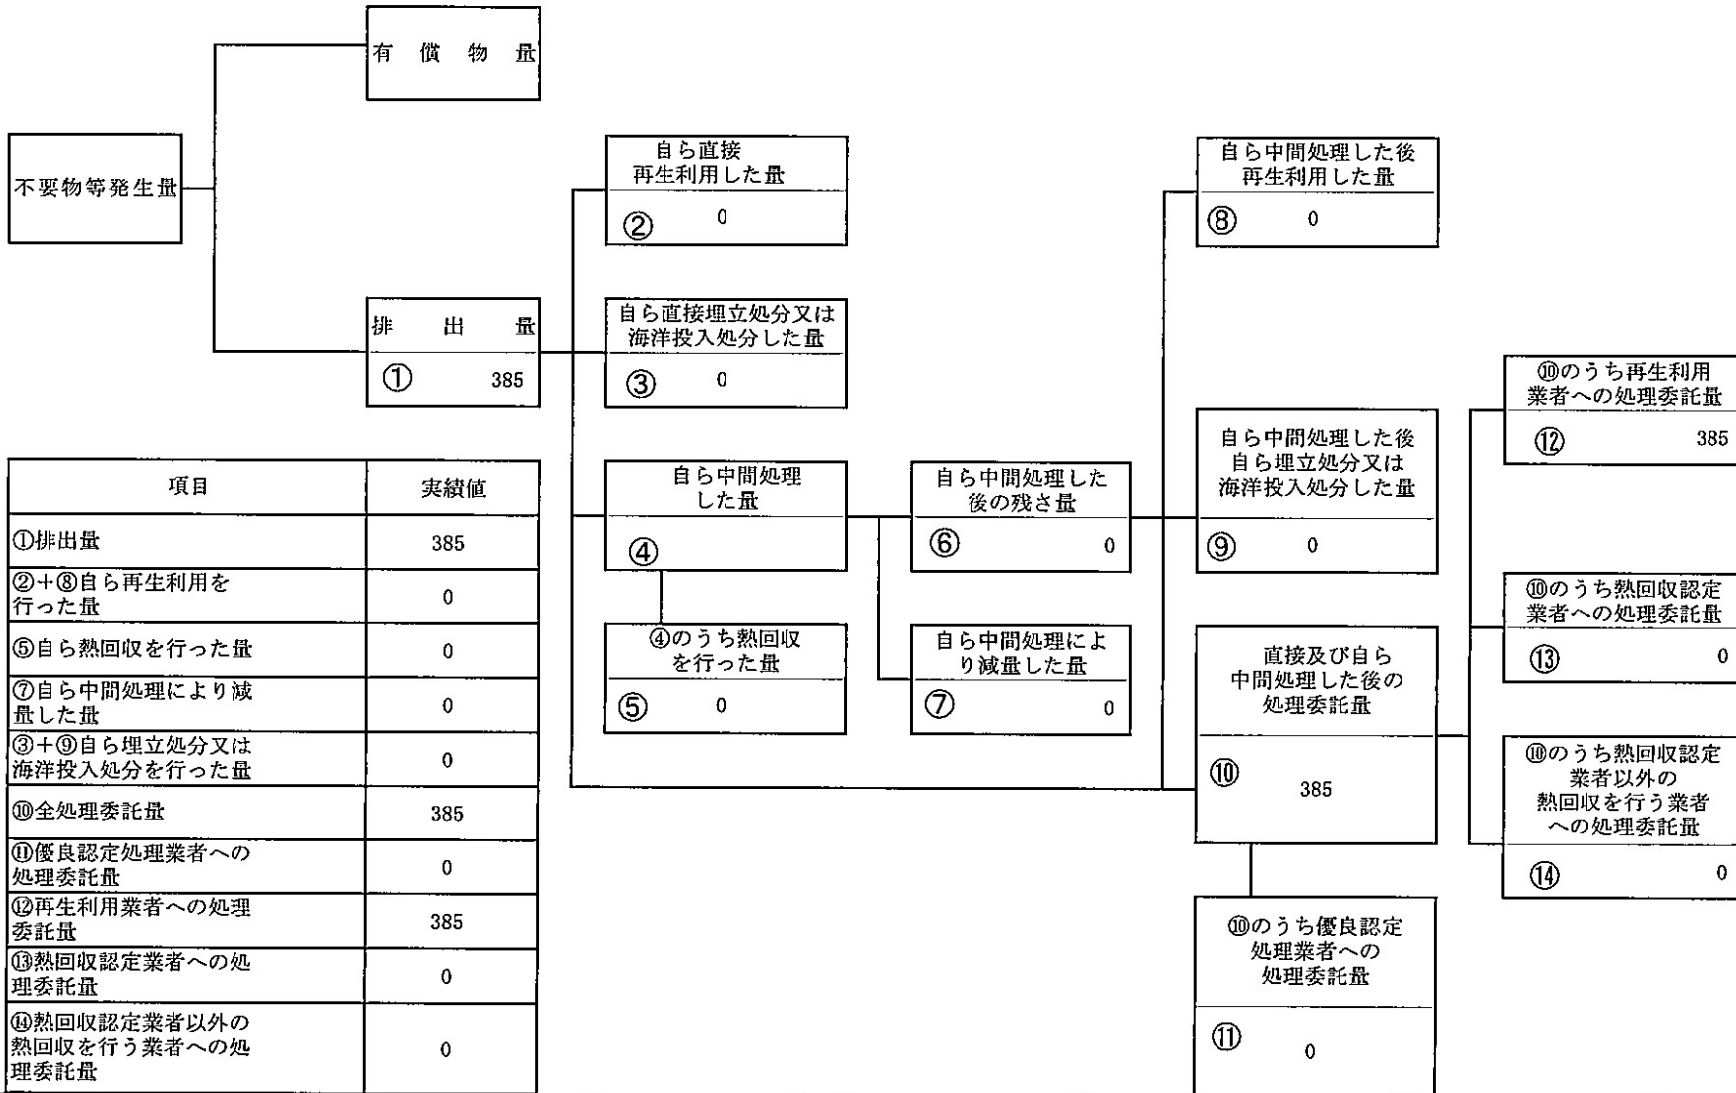 有償物量
不要物等発生量
排出量
① 385
自ら直接
再生利用した量
② 0
自ら直接埋立処分又は
海洋投入処分した量
③ 0
自ら中間処理
した量
④
④のうち熱回収
を行った量
⑤ 0
自ら中間処理した
後の残さ量
⑥ 0
自ら中間処理によ
り減量した量
⑦ 0
自ら中間処理した後
再生利用した量
⑧ 0
自ら中間処理した後
自ら埋立処分又は
海洋投入処分した量
⑨ 0
直接及び自ら
中間処理した後の
処理委託量
⑩ 385
⑩のうち優良認定
処理業者への
処理委託量
⑪ 0
⑩のうち再生利用
業者への処理委託量
⑫ 385
⑩のうち熱回収認定
業者への処理委託量
⑬ 0
⑩のうち熱回収認定
業者以外の
熱回収を行う業者
への処理委託量
⑭ 0
項目 実績値
①排出量 385
②+⑧自ら再生利用を
行った量 0
⑤自ら熱回収を行った量 0
⑦自ら中間処理により減
量した量 0
③+⑨自ら埋立処分又は
海洋投入処分を行った量 0
⑩全処理委託量 385
⑪優良認定処理業者への
処理委託量 0
⑫再生利用業者への処理
委託量 385
⑬熱回収認定業者への処
理委託量 0
⑭熱回収認定業者以外の
熱回収を行う業者への処
理委託量 0